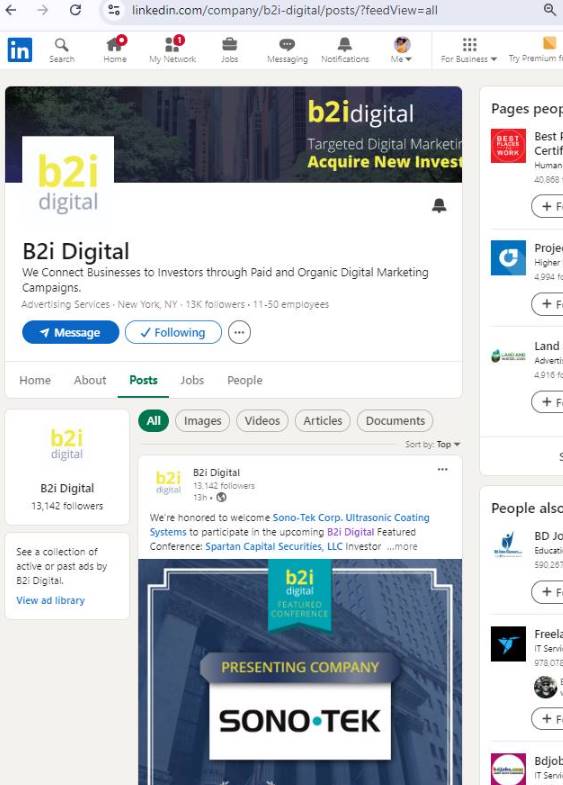 linkedin.com/company/b2i-digital/posts/?feedView=all
in
Search
Home
1
My Network
Jobs
Messaging
Notifications
Me
For Business
Try Premium f
b2idigital
Targeted Digital Marketin
Acquire New Invest
b2i
digital
B2i Digital
We Connect Businesses to Investors through Paid and Organic Digital Marketing
Campaigns.
Advertising Services · New York, NY · 13K followers · 11-50 employees
Message
Following
Home
About
Posts
Jobs
People
b2i
digital
B2i Digital
13,142 followers
See a collection of
active or past ads by
B2i Digital.
View ad library
All
Images
Videos
Articles
Documents
Sort by: Top
b2i
digital
B2i Digital
13,142 followers
13h •
We're honored to welcome Sono-Tek Corp. Ultrasonic Coating
Systems to participate in the upcoming B2i Digital Featured
Conference: Spartan Capital Securities, LLC Investor ...more
b2i
digital
FEATURED
CONFERENCE
PRESENTING COMPANY
SONO•TEK
Pages peop
BEST
PLACES
TO
WORK
Best P
Certif
Human
40,868
+ F
Projec
Higher
4,994 fo
+ F
Land
Adverti
4,916 fo
+ F
S
People also
BD Jo
Educati
590,267
+ F
Freela
IT Servi
978,078
+ F
Bdjob
IT Servi